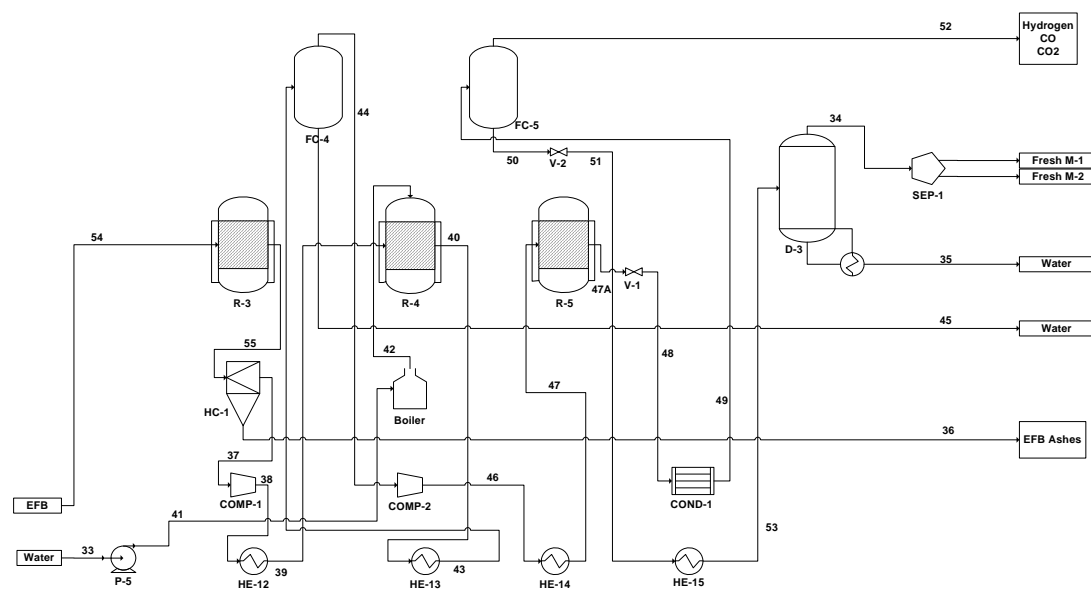 52
Hydrogen
CO
CO2
44
FC-4
FC-5
50
V-2
51
34
Fresh M-1
Fresh M-2
SEP-1
54
40
D-3
35
Water
R-3
R-4
R-5
47A
V-1
45
Water
55
42
48
47
49
HC-1
Boiler
36
EFB Ashes
37
38
COMP-1
46
COMP-2
COND-1
EFB
41
53
Water
33
P-5
39
HE-12
43
HE-13
HE-14
HE-15